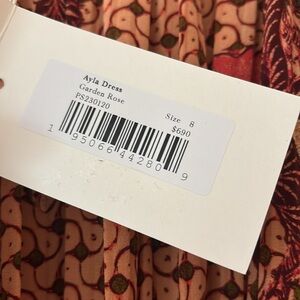 Ayla Dress
Garden Rose
PS230120
Size 8
$690
1 95066 44280 9